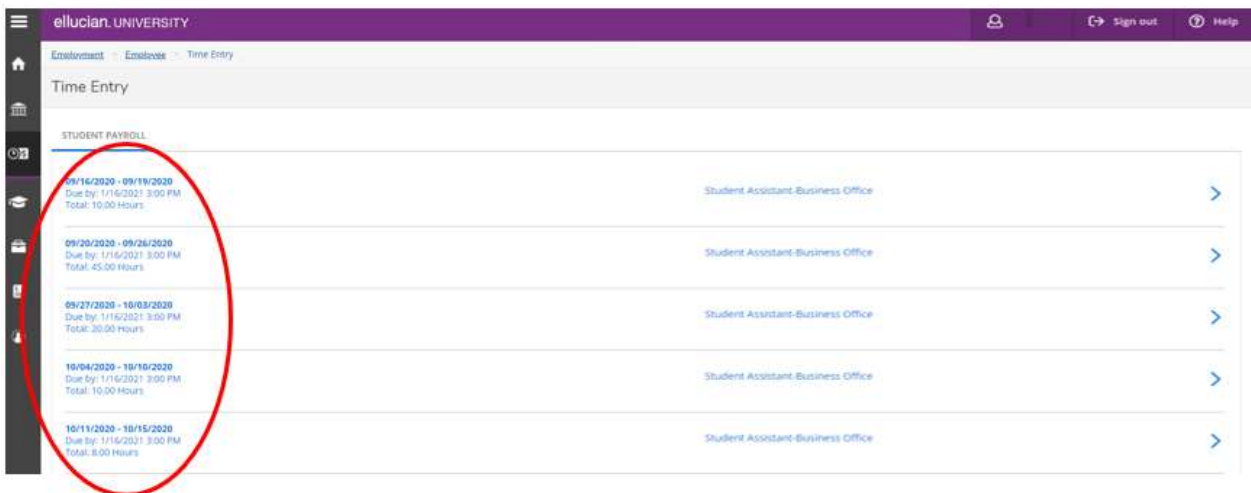 ellucian. UNIVERSITY
Sign out
Help
Employment Employee Time Entry
Time Entry
STUDENT PAYROLL
09/16/2020 - 09/19/2020
Due by: 1/16/2021 3:00 PM
Total: 10.00 Hours
Student Assistant-Business Office
09/20/2020 - 09/26/2020
Due by: 1/16/2021 3:00 PM
Total: 45.00 Hours
Student Assistant-Business Office
09/27/2020 - 10/03/2020
Due by: 1/16/2021 3:00 PM
Total: 20.00 Hours
Student Assistant-Business Office
10/04/2020 - 10/10/2020
Due by: 1/16/2021 3:00 PM
Total: 10.00 Hours
Student Assistant-Business Office
10/11/2020 - 10/15/2020
Due by: 1/16/2021 3:00 PM
Total: 8.00 Hours
Student Assistant-Business Office